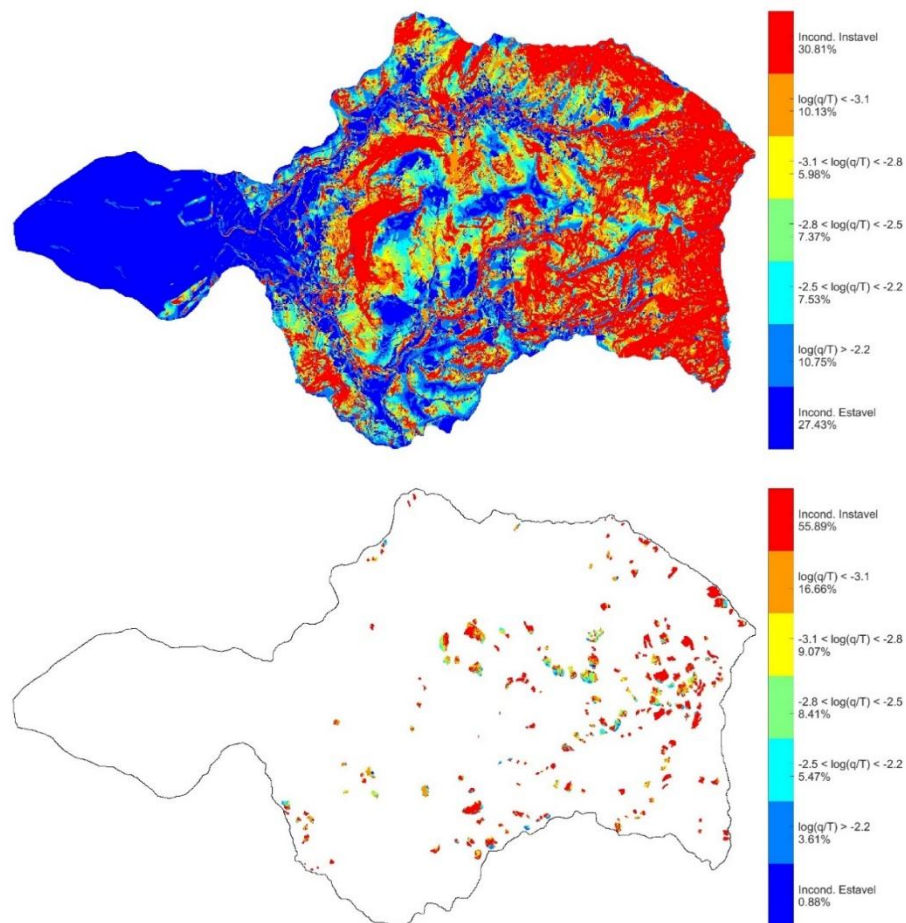 Incond. Instavel
30.81%
log(q/T) < -3.1
10.13%
-3.1 < log(q/T) < -2.8
5.98%
-2.8 < log(q/T) < -2.5
7.37%
-2.5 < log(q/T) < -2.2
7.53%
log(q/T) > -2.2
10.75%
Incond. Estavel
27.43%
Incond. Instavel
55.89%
log(q/T) < -3.1
16.66%
-3.1 < log(q/T) < -2.8
9.07%
-2.8 < log(q/T) < -2.5
8.41%
-2.5 < log(q/T) < -2.2
5.47%
log(q/T) > -2.2
3.61%
Incond. Estavel
0.88%